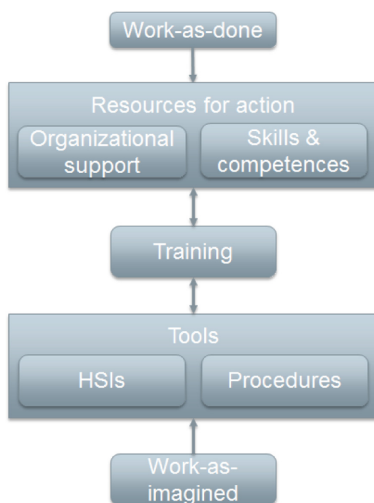 Work-as-done
Resources for action
Organizational
support
Skills &
competences
Training
Tools
HSIs
Procedures
Work-as-
imagined